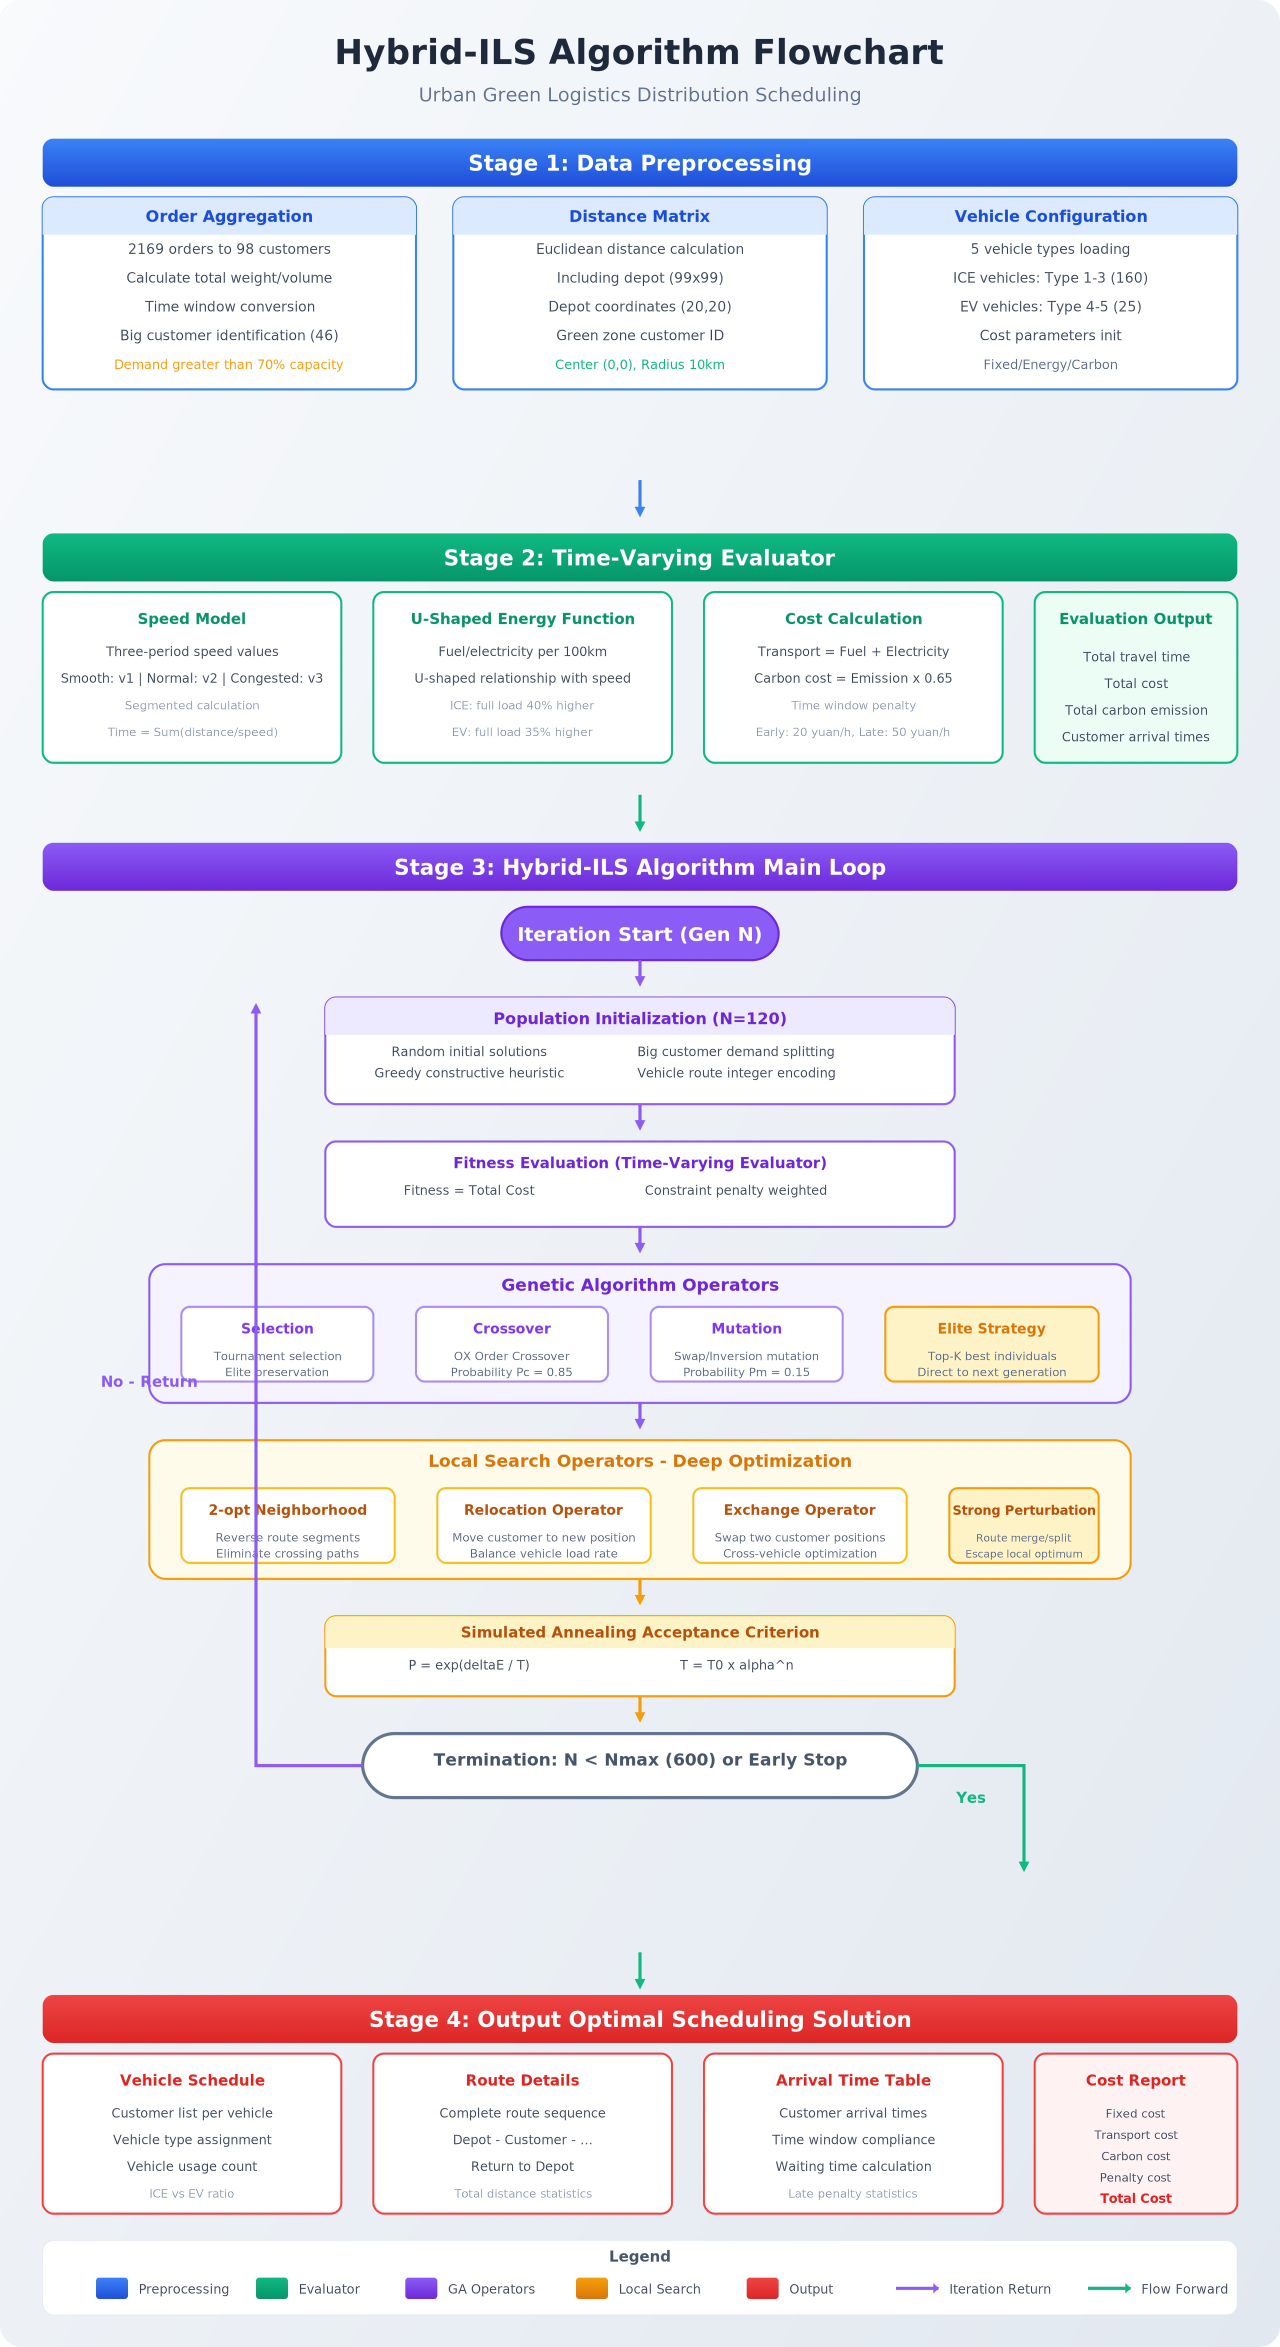 Hybrid-ILS Algorithm Flowchart
Urban Green Logistics Distribution Scheduling
Stage 1: Data Preprocessing
Order Aggregation
2169 orders to 98 customers
Calculate total weight/volume
Time window conversion
Big customer identification (46)
Demand greater than 70% capacity
Distance Matrix
Euclidean distance calculation
Including depot (99x99)
Depot coordinates (20,20)
Green zone customer ID
Center (0,0), Radius 10km
Vehicle Configuration
5 vehicle types loading
ICE vehicles: Type 1-3 (160)
EV vehicles: Type 4-5 (25)
Cost parameters init
Fixed/Energy/Carbon
Stage 2: Time-Varying Evaluator
Speed Model
Three-period speed values
Smooth: v1 | Normal: v2 | Congested: v3
Segmented calculation
Time = Sum(distance/speed)
U-Shaped Energy Function
Fuel/electricity per 100km
U-shaped relationship with speed
ICE: full load 40% higher
EV: full load 35% higher
Cost Calculation
Transport = Fuel + Electricity
Carbon cost = Emission x 0.65
Time window penalty
Early: 20 yuan/h, Late: 50 yuan/h
Evaluation Output
Total travel time
Total cost
Total carbon emission
Customer arrival times
Stage 3: Hybrid-ILS Algorithm Main Loop
Iteration Start (Gen N)
Population Initialization (N=120)
Random initial solutions
Big customer demand splitting
Greedy constructive heuristic
Vehicle route integer encoding
Fitness Evaluation (Time-Varying Evaluator)
Fitness = Total Cost
Constraint penalty weighted
Genetic Algorithm Operators
Selection
Tournament selection
Elite preservation
Crossover
OX Order Crossover
Probability Pc = 0.85
Mutation
Swap/Inversion mutation
Probability Pm = 0.15
Elite Strategy
Top-K best individuals
Direct to next generation
No - Return
Local Search Operators - Deep Optimization
2-opt Neighborhood
Reverse route segments
Eliminate crossing paths
Relocation Operator
Move customer to new position
Balance vehicle load rate
Exchange Operator
Swap two customer positions
Cross-vehicle optimization
Strong Perturbation
Route merge/split
Escape local optimum
Simulated Annealing Acceptance Criterion
P = exp(deltaE / T)
T = T0 x alpha^n
Termination: N < Nmax (600) or Early Stop
Yes
Stage 4: Output Optimal Scheduling Solution
Vehicle Schedule
Customer list per vehicle
Vehicle type assignment
Vehicle usage count
ICE vs EV ratio
Route Details
Complete route sequence
Depot - Customer - ...
Return to Depot
Total distance statistics
Arrival Time Table
Customer arrival times
Time window compliance
Waiting time calculation
Late penalty statistics
Cost Report
Fixed cost
Transport cost
Carbon cost
Penalty cost
Total Cost
Legend
Preprocessing
Evaluator
GA Operators
Local Search
Output
Iteration Return
Flow Forward